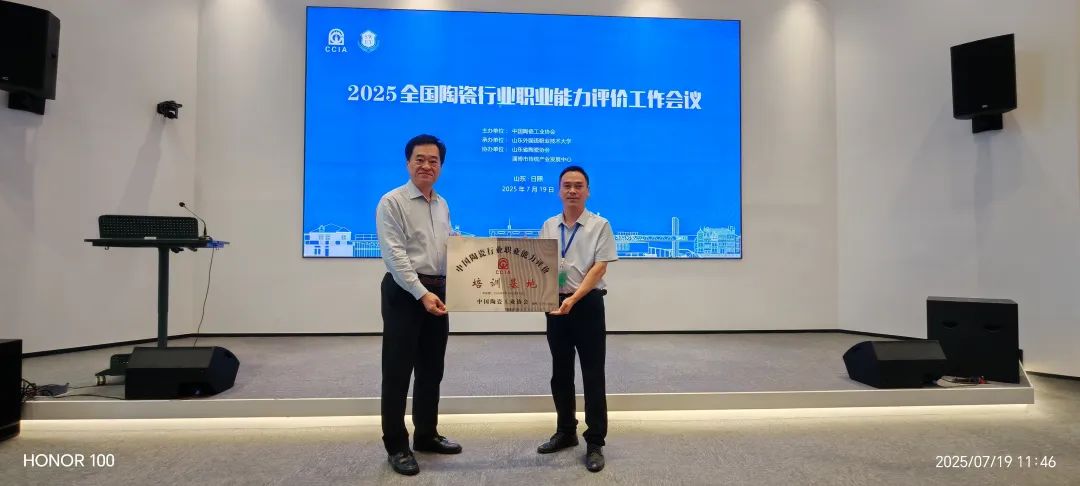 CCIA
2025全国陶瓷行业职业能力评价工作会议
主办单位：中国陶瓷工业协会
承办单位：山东外国语职业技术大学
协办单位：山东省陶瓷协会
淄博市传统产业发展中心
山东·日照
2025年7月19日
中国陶瓷行业职业能力评价
CCIA
培训基地
中国陶瓷工业协会
HONOR 100
2025/07/19 11:46